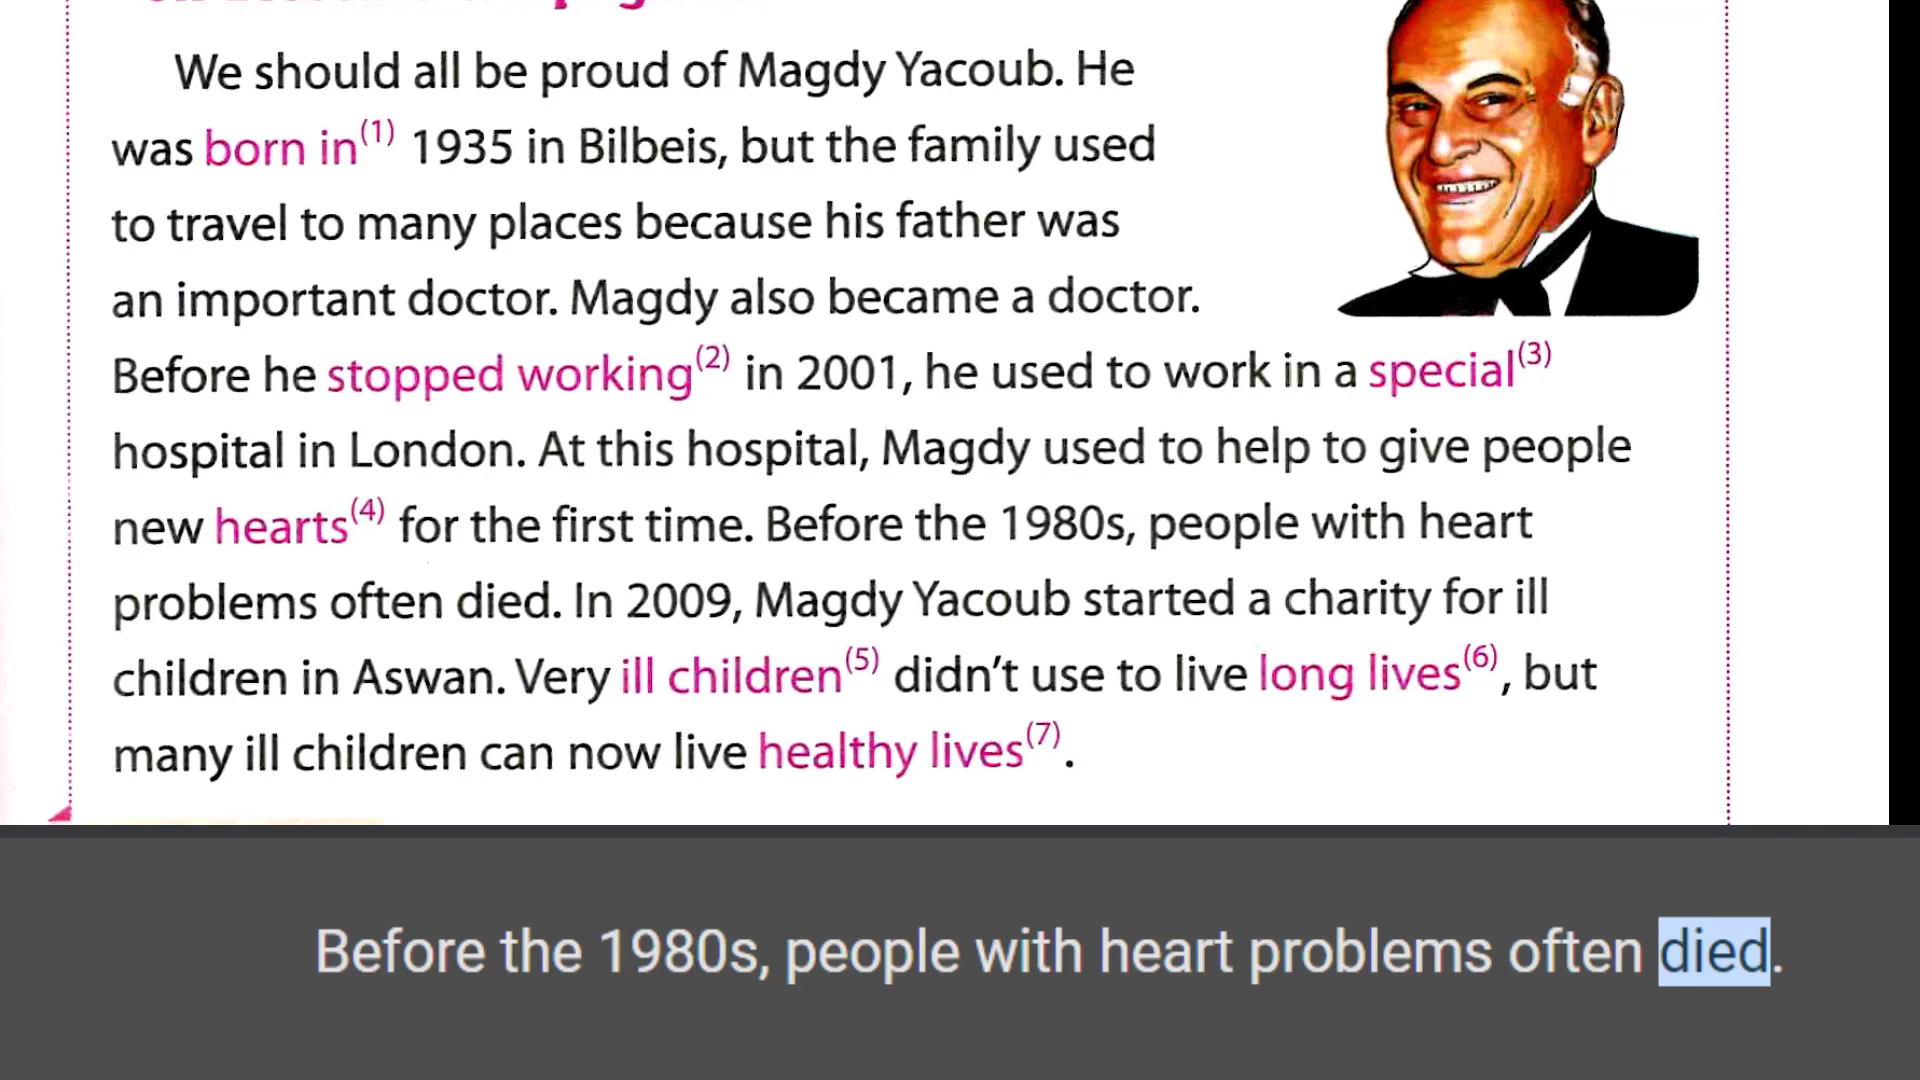 We should all be proud of Magdy Yacoub. He
was born in(1) 1935 in Bilbeis, but the family used
to travel to many places because his father was
an important doctor. Magdy also became a doctor.
Before he stopped working(2) in 2001, he used to work in a special(3)
hospital in London. At this hospital, Magdy used to help to give people
new hearts(4) for the first time. Before the 1980s, people with heart
problems often died. In 2009, Magdy Yacoub started a charity for ill
children in Aswan. Very ill children(5) didn't use to live long lives(6), but
many ill children can now live healthy lives(7).
Before the 1980s, people with heart problems often died.